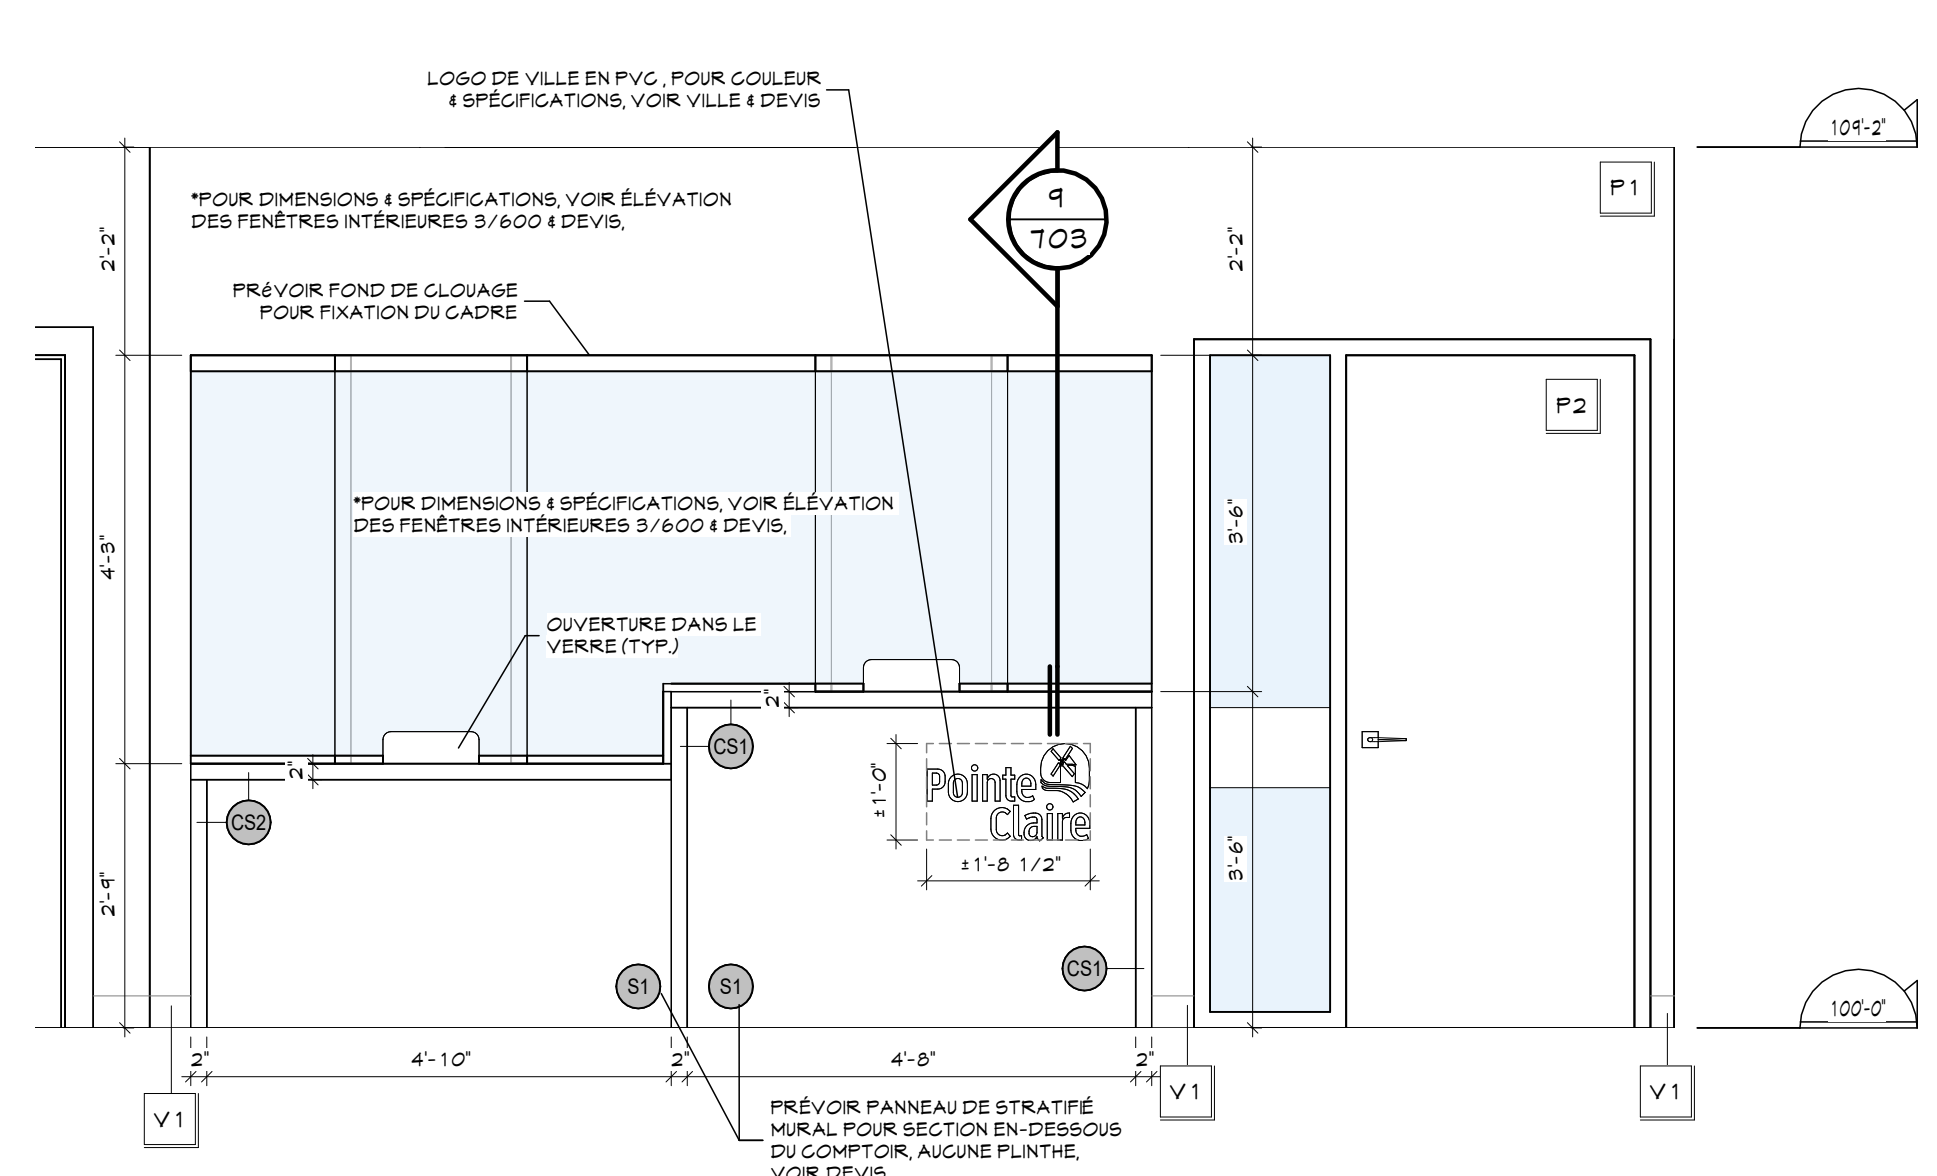 LOGO DE VILLE EN PVC , POUR COULEUR
& SPÉCIFICATIONS, VOIR VILLE & DEVIS
109'-2"
9
703
P1
*POUR DIMENSIONS & SPÉCIFICATIONS, VOIR ÉLÉVATION
DES FENÊTRES INTÉRIEURES 3/600 & DEVIS,
2'-2"
2'-2"
PRéVOIR FOND DE CLOUAGE
POUR FIXATION DU CADRE
P2
*POUR DIMENSIONS & SPÉCIFICATIONS, VOIR ÉLÉVATION
DES FENÊTRES INTÉRIEURES 3/600 & DEVIS,
4'-3"
3'-6"
OUVERTURE DANS LE
VERRE (TYP.)
2"
CS1
2"
CS2
±1'-0"
Pointe
Claire
±1'-8 1/2"
2'-9"
3'-6"
CS1
S1
S1
100'-0"
2"
4'-10"
2"
4'-8"
2"
V1
V1
V1
PRÉVOIR PANNEAU DE STRATIFIÉ
MURAL POUR SECTION EN-DESSOUS
DU COMPTOIR, AUCUNE PLINTHE,
VOIR DEVIS